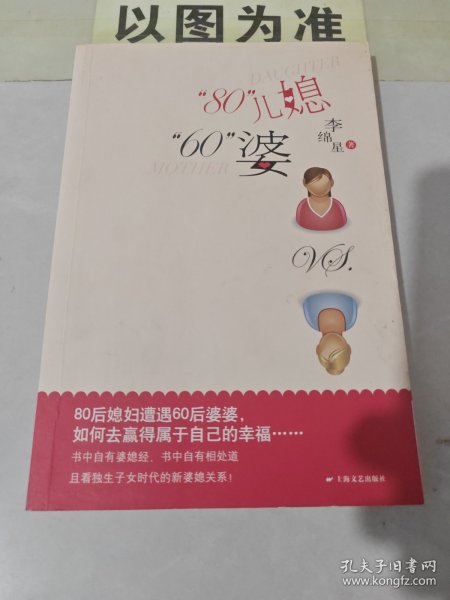 以图为准
DAUGHTER
“80”儿媳
“60”婆
MOTHER
李绵星 著
VS.
80后媳妇遭遇60后婆婆，
如何去赢得属于自己的幸福……
书中自有婆媳经，书中自有相处道
且看独生子女时代的新婆媳关系！
上海文艺出版社
孔夫子旧书网
www.kongfz.com